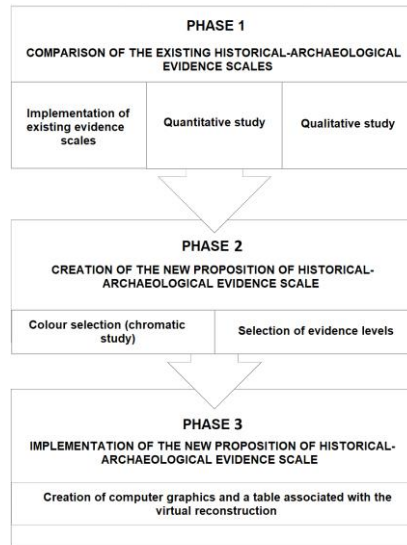 PHASE 1
COMPARISON OF THE EXISTING HISTORICAL-ARCHAEOLOGICAL
EVIDENCE SCALES
Implementation of
existing evidence
scales
Quantitative study
Qualitative study
PHASE 2
CREATION OF THE NEW PROPOSITION OF HISTORICAL-
ARCHAEOLOGICAL EVIDENCE SCALE
Colour selection (chromatic
study)
Selection of evidence levels
PHASE 3
IMPLEMENTATION OF THE NEW PROPOSITION OF HISTORICAL-
ARCHAEOLOGICAL EVIDENCE SCALE
Creation of computer graphics and a table associated with the
virtual reconstruction